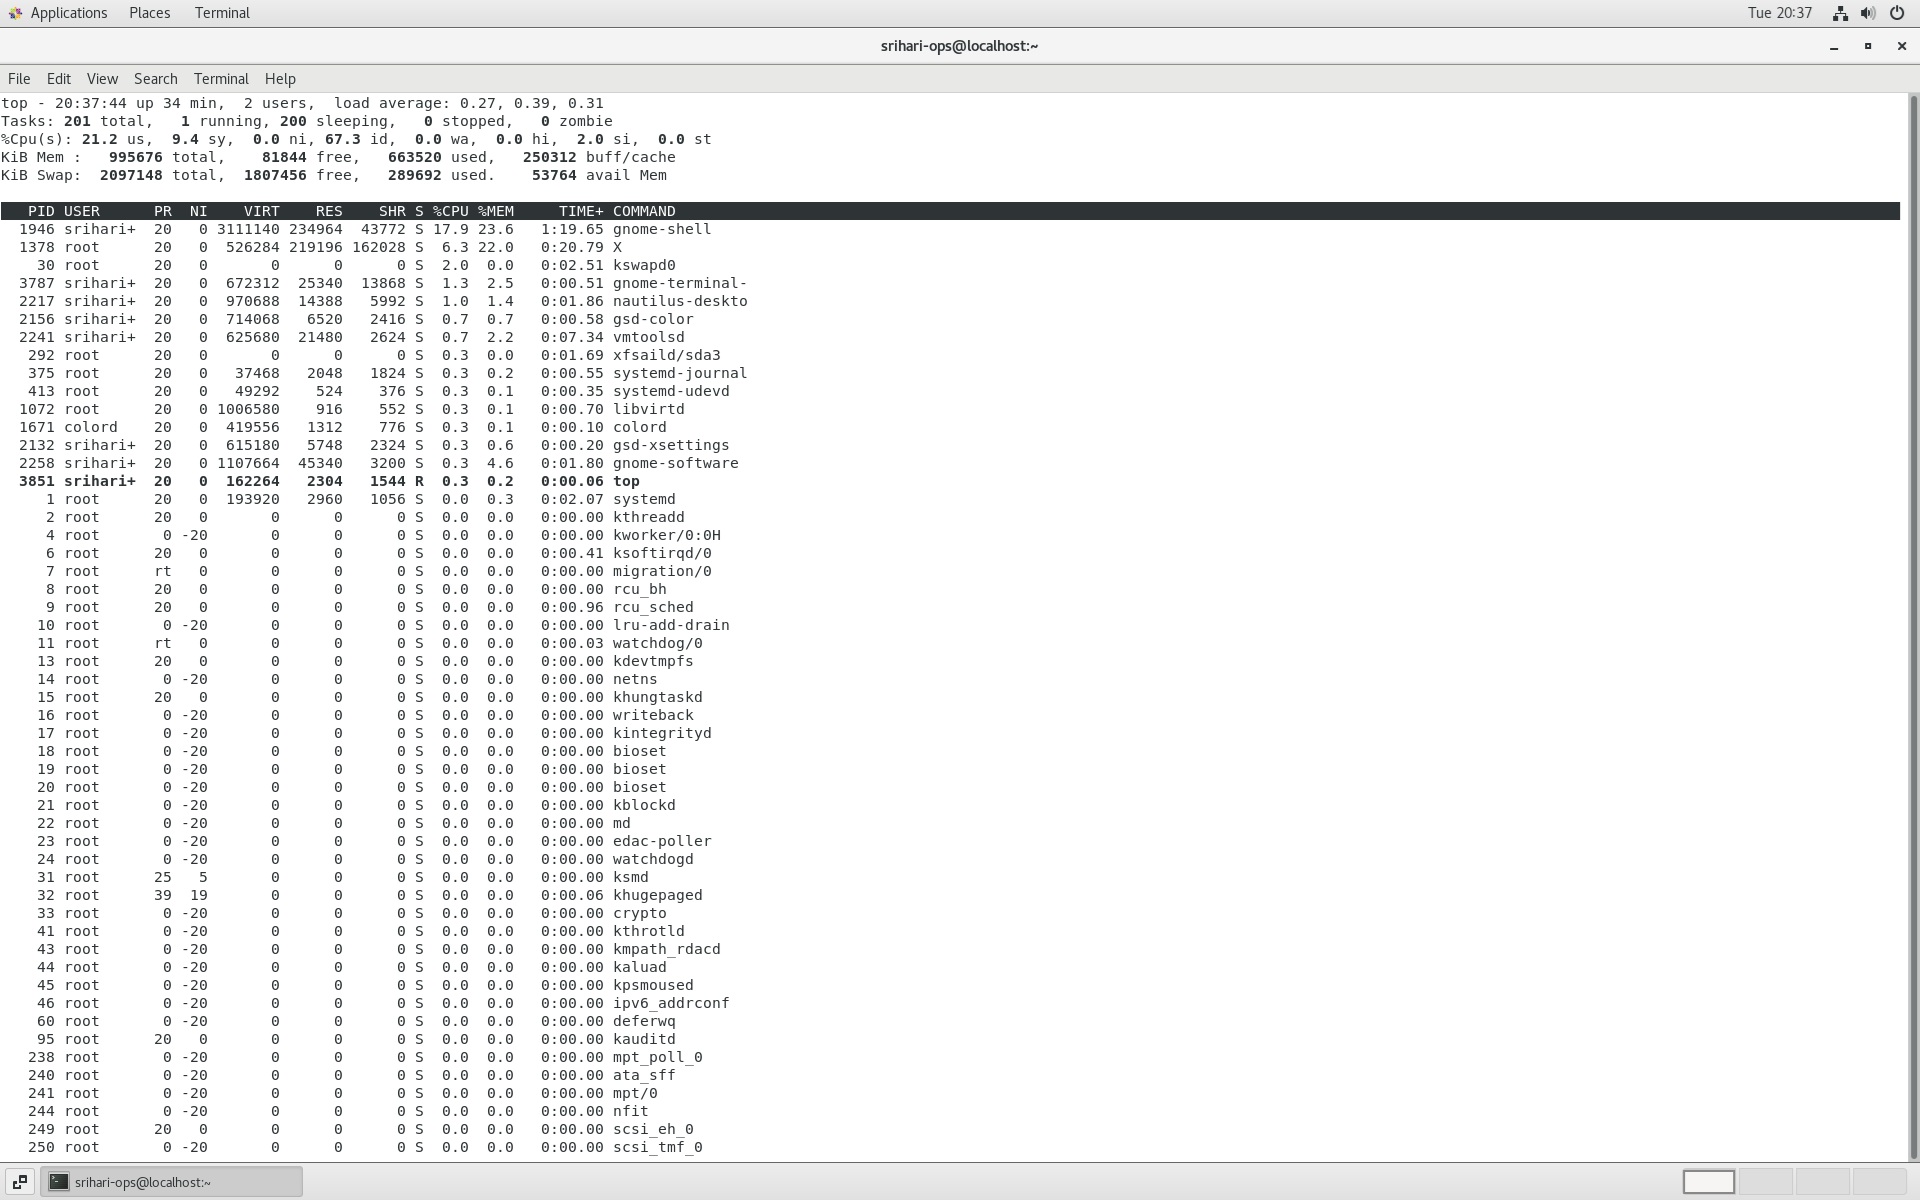 Applications Places Terminal Tue 20:37
srihari-ops@localhost:~
File Edit View Search Terminal Help
top - 20:37:44 up 34 min,  2 users,  load average: 0.27, 0.39, 0.31
Tasks: 201 total,   1 running, 200 sleeping,   0 stopped,   0 zombie
%Cpu(s): 21.2 us,  9.4 sy,  0.0 ni, 67.3 id,  0.0 wa,  0.0 hi,  2.0 si,  0.0 st
KiB Mem :   995676 total,    81844 free,   663520 used,   250312 buff/cache
KiB Swap:  2097148 total,  1807456 free,   289692 used.    53764 avail Mem
PID USER PR NI VIRT RES SHR S %CPU %MEM TIME+ COMMAND
1946 srihari+ 20 0 3111140 234964 43772 S 17.9 23.6 1:19.65 gnome-shell
1378 root 20 0 526284 219196 162028 S 6.3 22.0 0:20.79 X
30 root 20 0 0 0 0 S 2.0 0.0 0:02.51 kswapd0
3787 srihari+ 20 0 672312 25340 13868 S 1.3 2.5 0:00.51 gnome-terminal-
2217 srihari+ 20 0 970688 14388 5992 S 1.0 1.4 0:01.86 nautilus-deskto
2156 srihari+ 20 0 714068 6520 2416 S 0.7 0.7 0:00.58 gsd-color
2241 srihari+ 20 0 625680 21480 2624 S 0.7 2.2 0:07.34 vmtoolsd
292 root 20 0 0 0 0 S 0.3 0.0 0:01.69 xfsaild/sda3
375 root 20 0 37468 2048 1824 S 0.3 0.2 0:00.55 systemd-journal
413 root 20 0 49292 524 376 S 0.3 0.1 0:00.35 systemd-udevd
1072 root 20 0 1006580 916 552 S 0.3 0.1 0:00.70 libvirtd
1671 colord 20 0 419556 1312 776 S 0.3 0.1 0:00.10 colord
2132 srihari+ 20 0 615180 5748 2324 S 0.3 0.6 0:00.20 gsd-xsettings
2258 srihari+ 20 0 1107664 45340 3200 S 0.3 4.6 0:01.80 gnome-software
3851 srihari+ 20 0 162264 2304 1544 R 0.3 0.2 0:00.06 top
1 root 20 0 193920 2960 1056 S 0.0 0.3 0:02.07 systemd
2 root 20 0 0 0 0 S 0.0 0.0 0:00.00 kthreadd
4 root 0 -20 0 0 0 S 0.0 0.0 0:00.00 kworker/0:0H
6 root 20 0 0 0 0 S 0.0 0.0 0:00.41 ksoftirqd/0
7 root rt 0 0 0 0 S 0.0 0.0 0:00.00 migration/0
8 root 20 0 0 0 0 S 0.0 0.0 0:00.00 rcu_bh
9 root 20 0 0 0 0 S 0.0 0.0 0:00.96 rcu_sched
10 root 0 -20 0 0 0 S 0.0 0.0 0:00.00 lru-add-drain
11 root rt 0 0 0 0 S 0.0 0.0 0:00.03 watchdog/0
13 root 20 0 0 0 0 S 0.0 0.0 0:00.00 kdevtmpfs
14 root 0 -20 0 0 0 S 0.0 0.0 0:00.00 netns
15 root 20 0 0 0 0 S 0.0 0.0 0:00.00 khungtaskd
16 root 0 -20 0 0 0 S 0.0 0.0 0:00.00 writeback
17 root 0 -20 0 0 0 S 0.0 0.0 0:00.00 kintegrityd
18 root 0 -20 0 0 0 S 0.0 0.0 0:00.00 bioset
19 root 0 -20 0 0 0 S 0.0 0.0 0:00.00 bioset
20 root 0 -20 0 0 0 S 0.0 0.0 0:00.00 bioset
21 root 0 -20 0 0 0 S 0.0 0.0 0:00.00 kblockd
22 root 0 -20 0 0 0 S 0.0 0.0 0:00.00 md
23 root 0 -20 0 0 0 S 0.0 0.0 0:00.00 edac-poller
24 root 0 -20 0 0 0 S 0.0 0.0 0:00.00 watchdogd
31 root 25 5 0 0 0 S 0.0 0.0 0:00.00 ksmd
32 root 39 19 0 0 0 S 0.0 0.0 0:00.06 khugepaged
33 root 0 -20 0 0 0 S 0.0 0.0 0:00.00 crypto
41 root 0 -20 0 0 0 S 0.0 0.0 0:00.00 kthrotld
43 root 0 -20 0 0 0 S 0.0 0.0 0:00.00 kmpath_rdacd
44 root 0 -20 0 0 0 S 0.0 0.0 0:00.00 kaluad
45 root 0 -20 0 0 0 S 0.0 0.0 0:00.00 kpsmoused
46 root 0 -20 0 0 0 S 0.0 0.0 0:00.00 ipv6_addrconf
60 root 0 -20 0 0 0 S 0.0 0.0 0:00.00 deferwq
95 root 20 0 0 0 0 S 0.0 0.0 0:00.00 kauditd
238 root 0 -20 0 0 0 S 0.0 0.0 0:00.00 mpt_poll_0
240 root 0 -20 0 0 0 S 0.0 0.0 0:00.00 ata_sff
241 root 0 -20 0 0 0 S 0.0 0.0 0:00.00 mpt/0
244 root 0 -20 0 0 0 S 0.0 0.0 0:00.00 nfit
249 root 20 0 0 0 0 S 0.0 0.0 0:00.00 scsi_eh_0
250 root 0 -20 0 0 0 S 0.0 0.0 0:00.00 scsi_tmf_0
srihari-ops@localhost:~